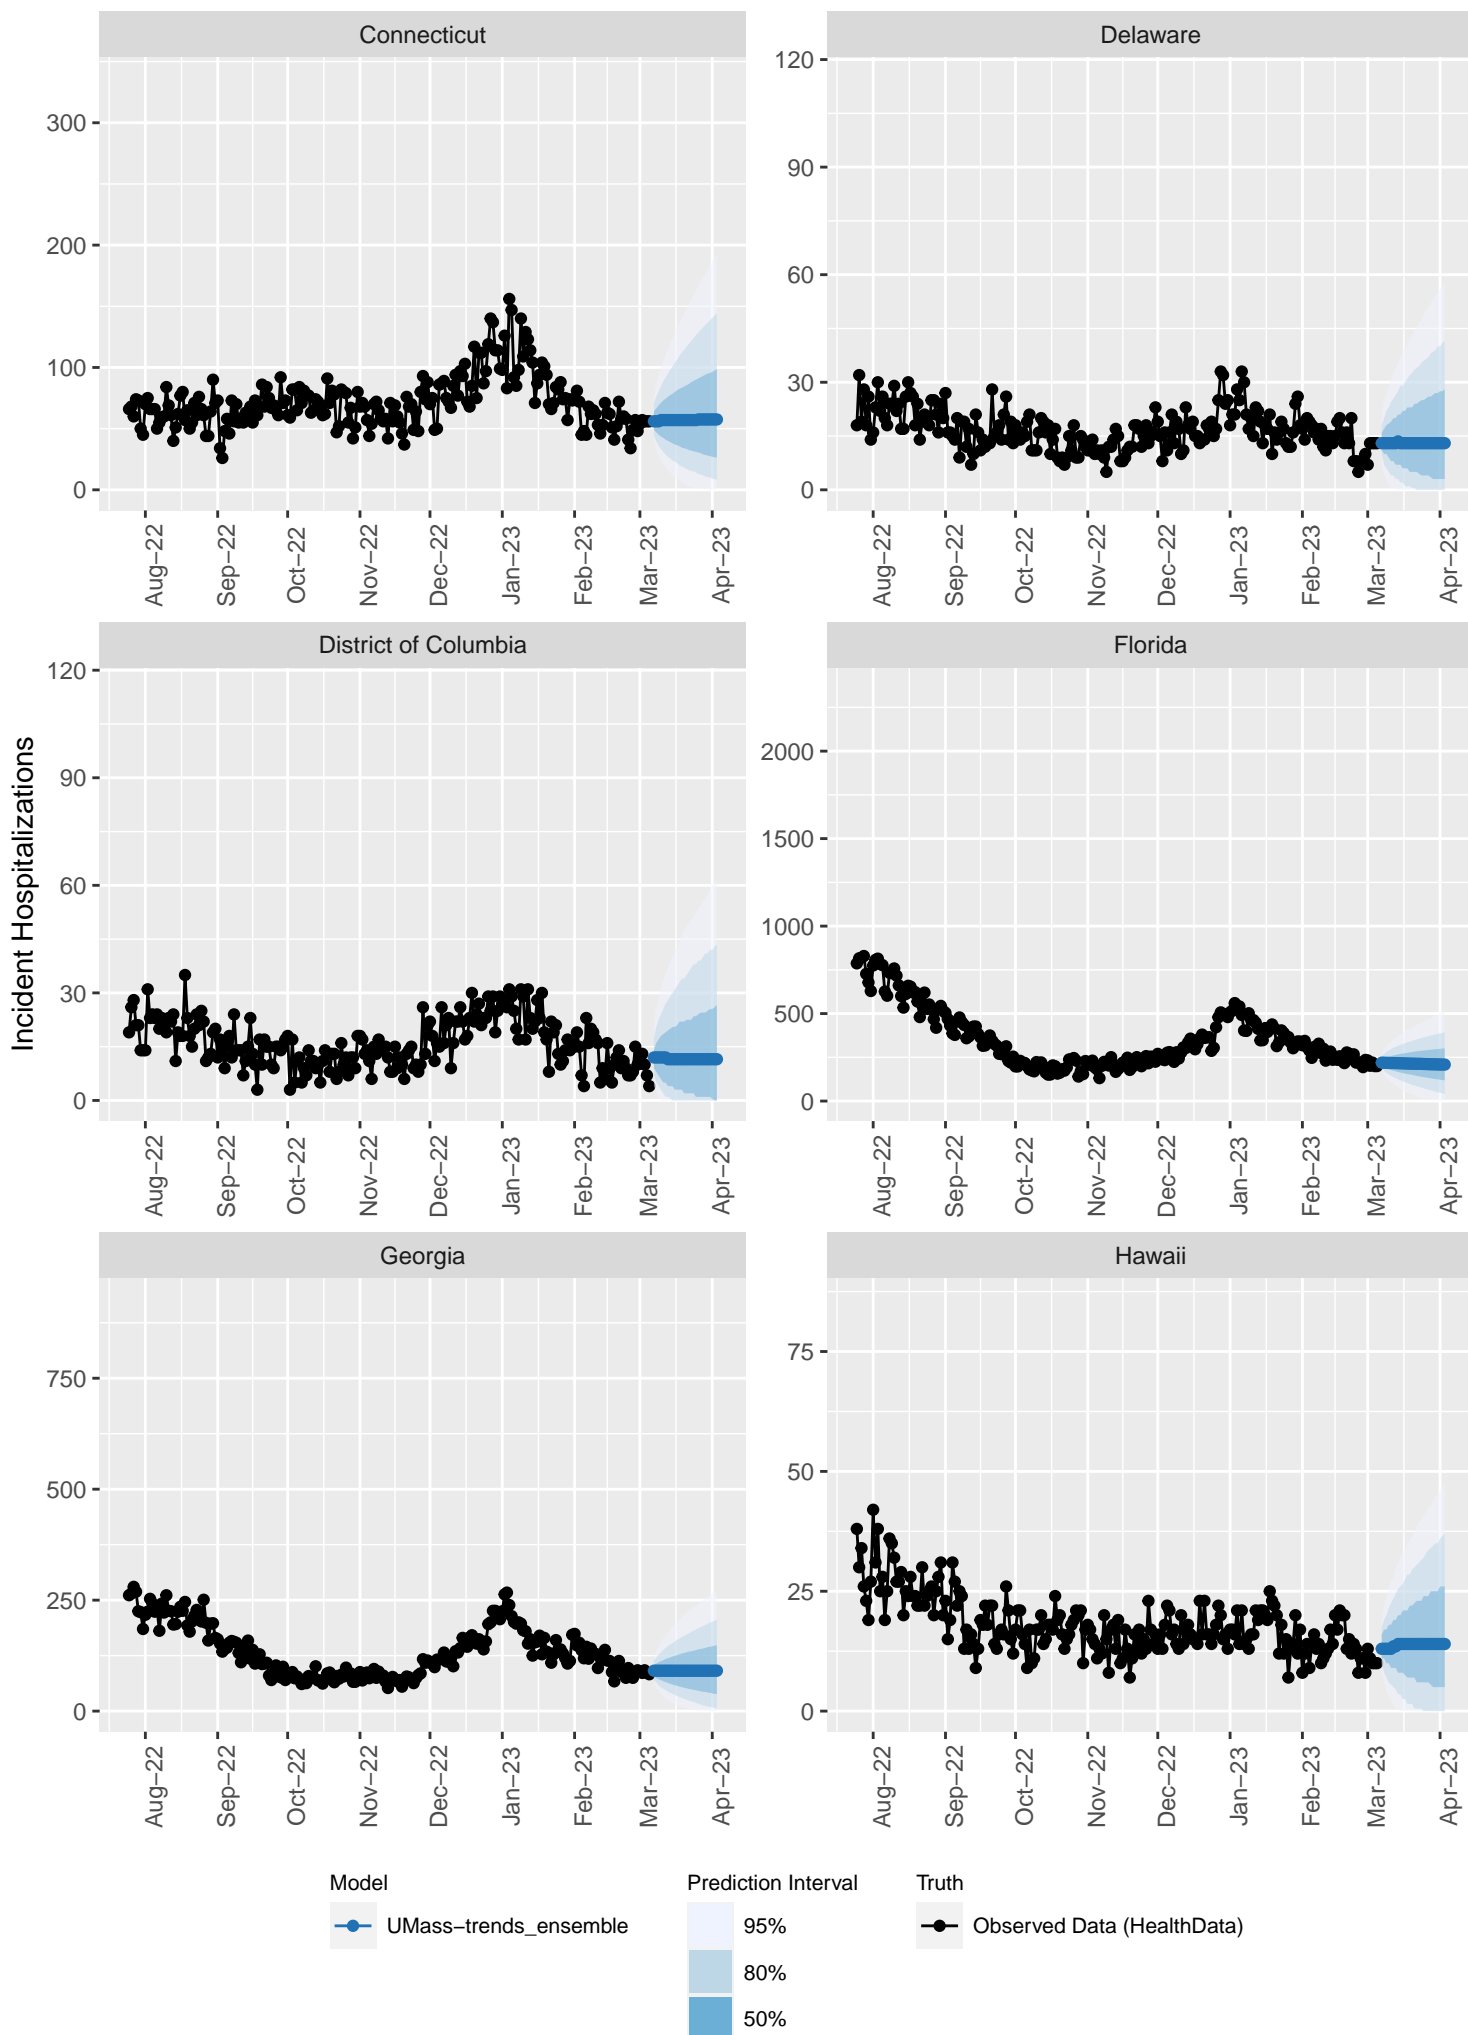 Connecticut
Delaware
300
200
100
0
120
90
60
30
0
Aug−22
Sep−22
Oct−22
Nov−22
Dec−22
Jan−23
Feb−23
Mar−23
Apr−23
Aug−22
Sep−22
Oct−22
Nov−22
Dec−22
Jan−23
Feb−23
Mar−23
Apr−23
Incident Hospitalizations
District of Columbia
Florida
120
90
60
30
0
2000
1500
1000
500
0
Aug−22
Sep−22
Oct−22
Nov−22
Dec−22
Jan−23
Feb−23
Mar−23
Apr−23
Aug−22
Sep−22
Oct−22
Nov−22
Dec−22
Jan−23
Feb−23
Mar−23
Apr−23
Georgia
Hawaii
750
500
250
0
75
50
25
0
Aug−22
Sep−22
Oct−22
Nov−22
Dec−22
Jan−23
Feb−23
Mar−23
Apr−23
Aug−22
Sep−22
Oct−22
Nov−22
Dec−22
Jan−23
Feb−23
Mar−23
Apr−23
Model
UMass−trends_ensemble
Prediction Interval
95%
80%
50%
Truth
Observed Data (HealthData)